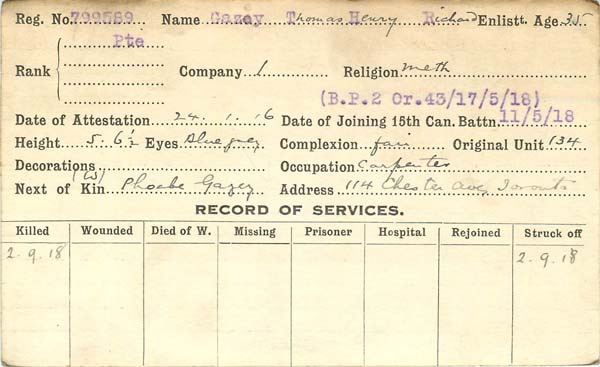 Reg. No. 799589 Name Gazey Thomas Henry Richard Enlistt. Age 35
Pte
Rank Company 1 Religion meth
(B.P.2 Or.43/17/5/18)
Date of Attestation 24.1.16 Date of Joining 15th Can. Battn. 11/5/18
Height 5.6½ Eyes Blue grey Complexion fair Original Unit 134
Decorations Occupation Carpenter
(W)
Next of Kin Phoebe Gazey Address 114 Chester Ave, Toronto
RECORD OF SERVICES.
Killed Wounded Died of W. Missing Prisoner Hospital Rejoined Struck off
2.9.18 2.9.18